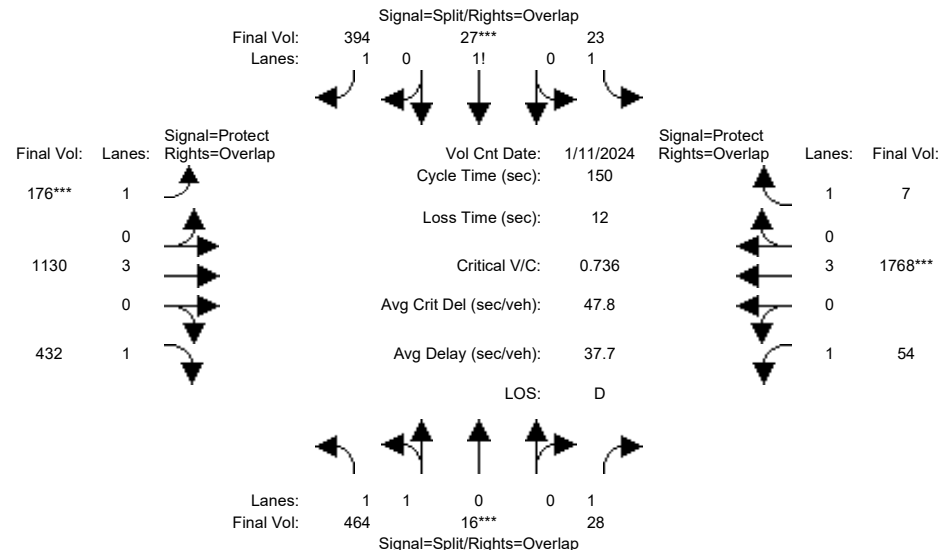 Signal=Split/Rights=Overlap
Final Vol: 394 27*** 23
Lanes: 1 0 1! 0 1
Signal=Protect Signal=Protect
Final Vol: Lanes: Rights=Overlap Vol Cnt Date: 1/11/2024 Rights=Overlap Lanes: Final Vol:
Cycle Time (sec): 150
176*** 1 1 7
Loss Time (sec): 12
0 0
1130 3 Critical V/C: 0.736 3 1768***
0 Avg Crit Del (sec/veh): 47.8 0
432 1 Avg Delay (sec/veh): 37.7 1 54
LOS: D
Lanes: 1 1 0 0 1
Final Vol: 464 16*** 28
Signal=Split/Rights=Overlap